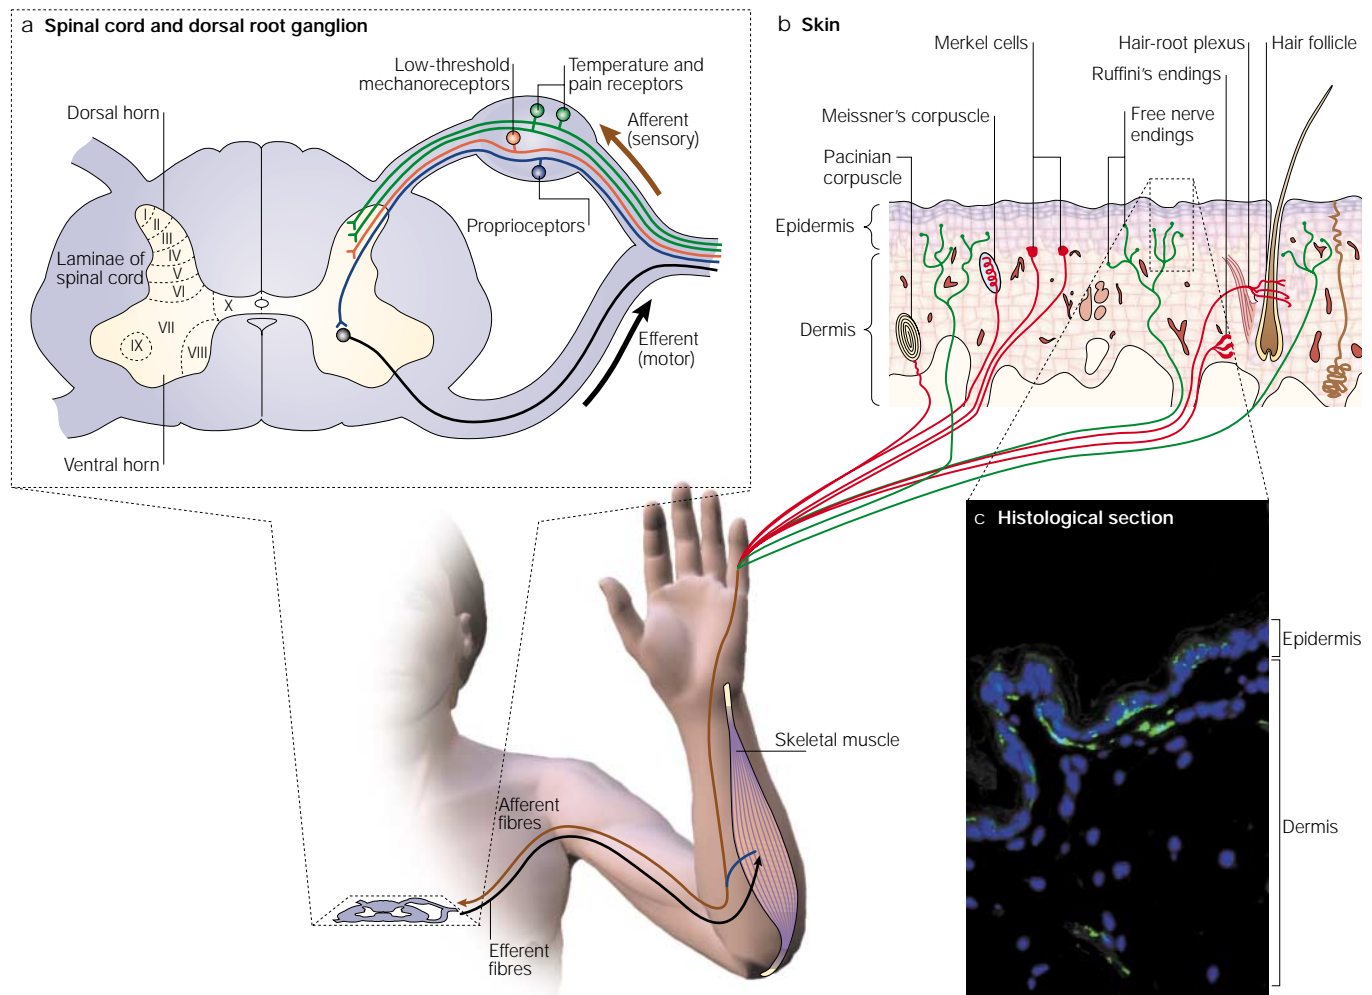 a Spinal cord and dorsal root ganglion
Low-threshold
mechanoreceptors
Temperature and
pain receptors
Dorsal horn
Afferent
(sensory)
Proprioceptors
I
II
III
IV
V
VI
VII
VIII
IX
X
Laminae of
spinal cord
Efferent
(motor)
Ventral horn
b Skin
Merkel cells
Hair-root plexus
Hair follicle
Ruffini's endings
Meissner's corpuscle
Free nerve
endings
Pacinian
corpuscle
Epidermis
Dermis
c Histological section
Epidermis
Dermis
Skeletal muscle
Afferent
fibres
Efferent
fibres